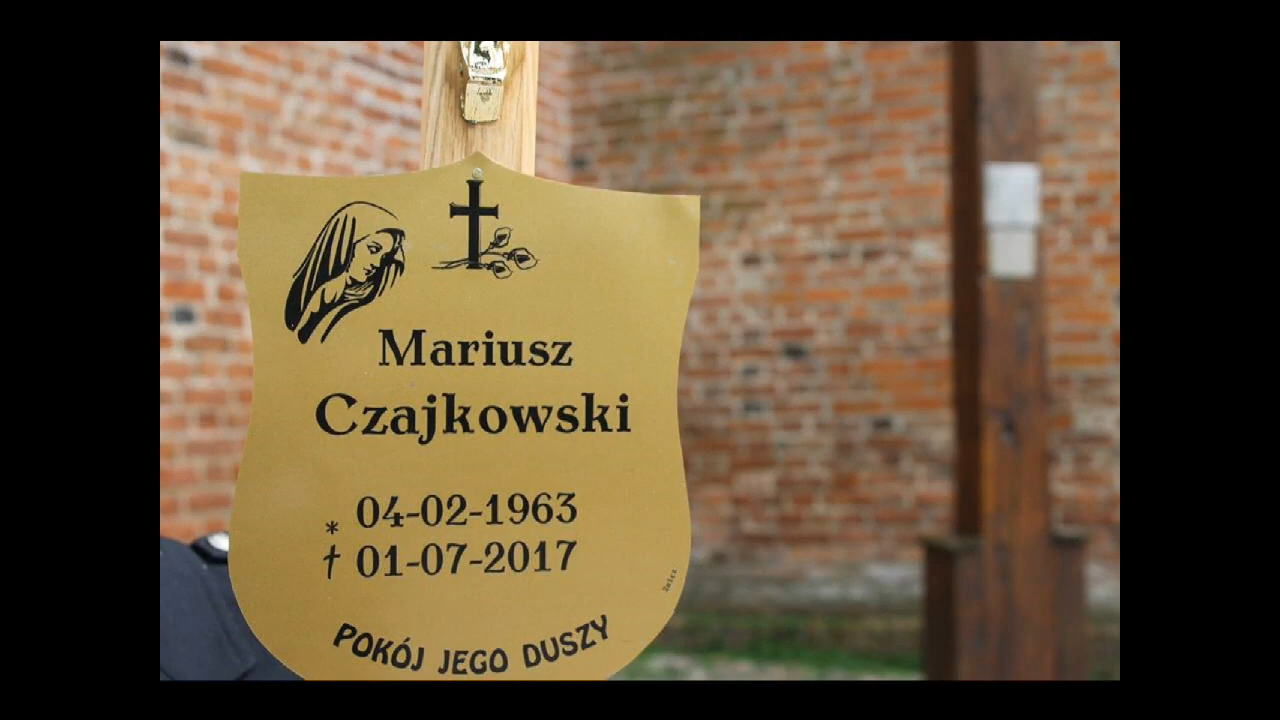 Mariusz
Czajkowski
* 04-02-1963
† 01-07-2017
POKÓJ JEGO DUSZY